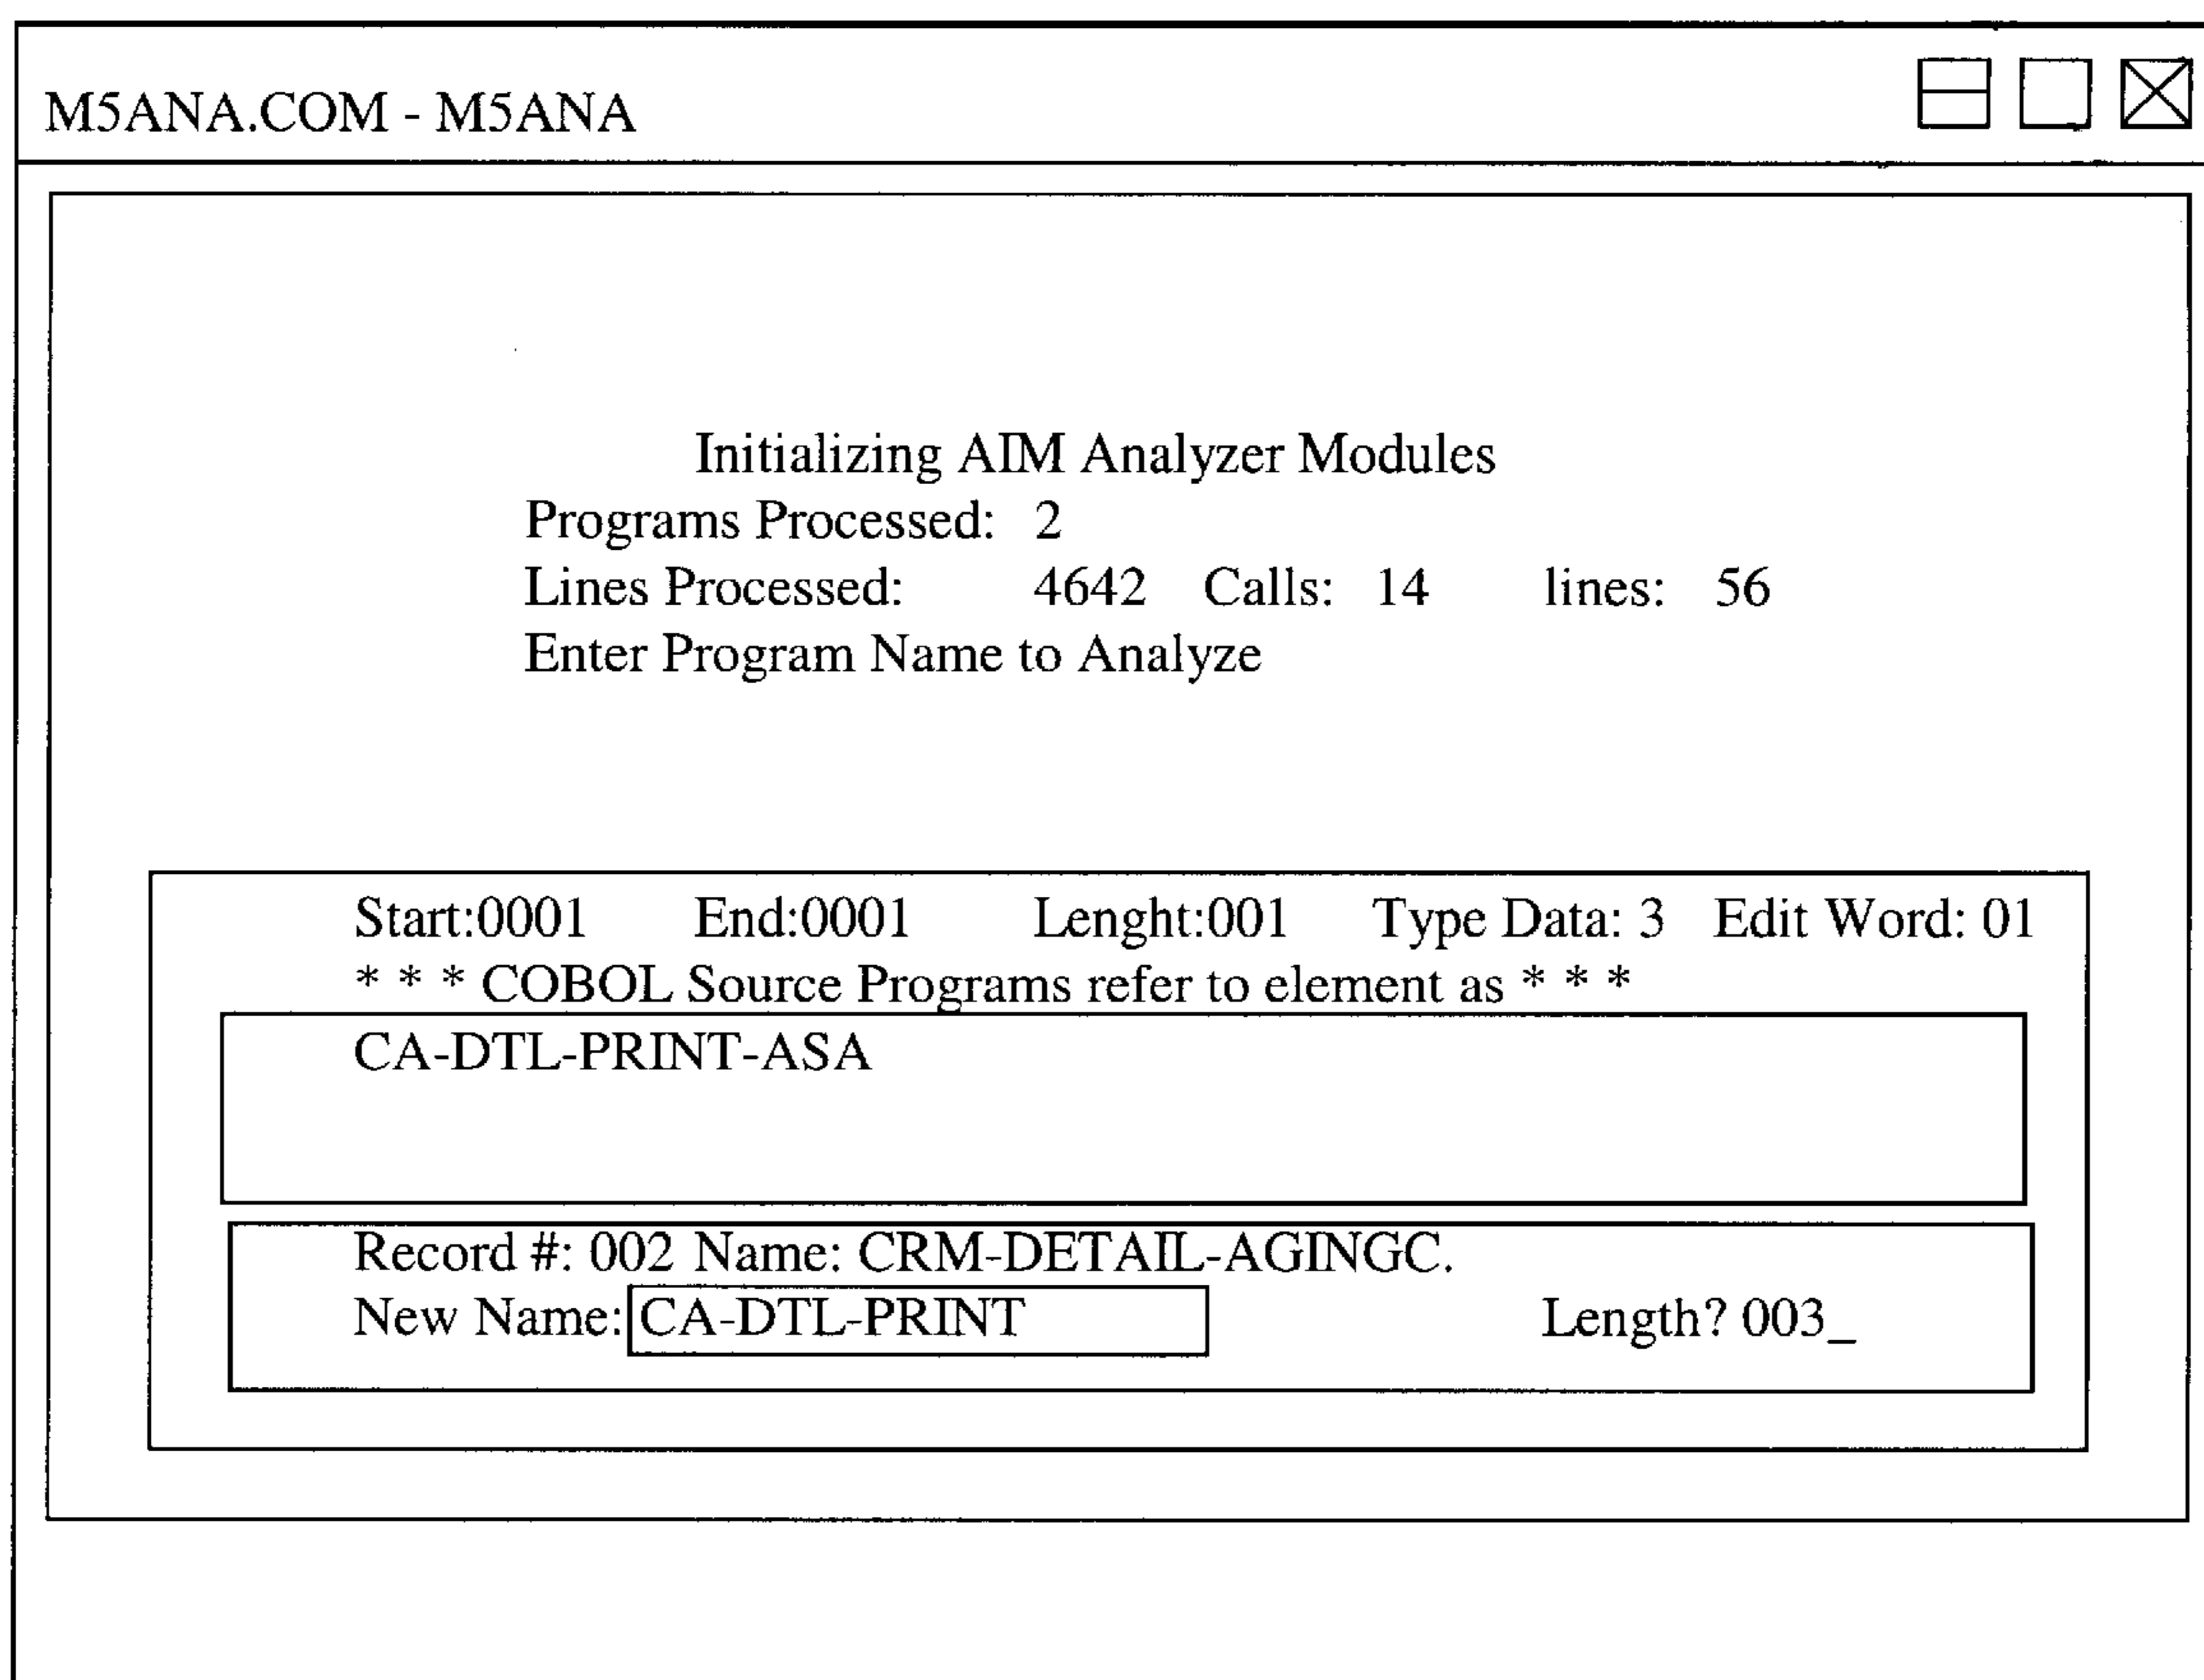 M5ANA.COM - M5ANA
Initializing AIM Analyzer Modules
Programs Processed: 2
Lines Processed: 4642 Calls: 14 lines: 56
Enter Program Name to Analyze
Start:0001 End:0001 Lenght:001 Type Data: 3 Edit Word: 01
* * * COBOL Source Programs refer to element as * * *
CA-DTL-PRINT-ASA
Record #: 002 Name: CRM-DETAIL-AGINGC.
New Name: CA-DTL-PRINT Length? 003_